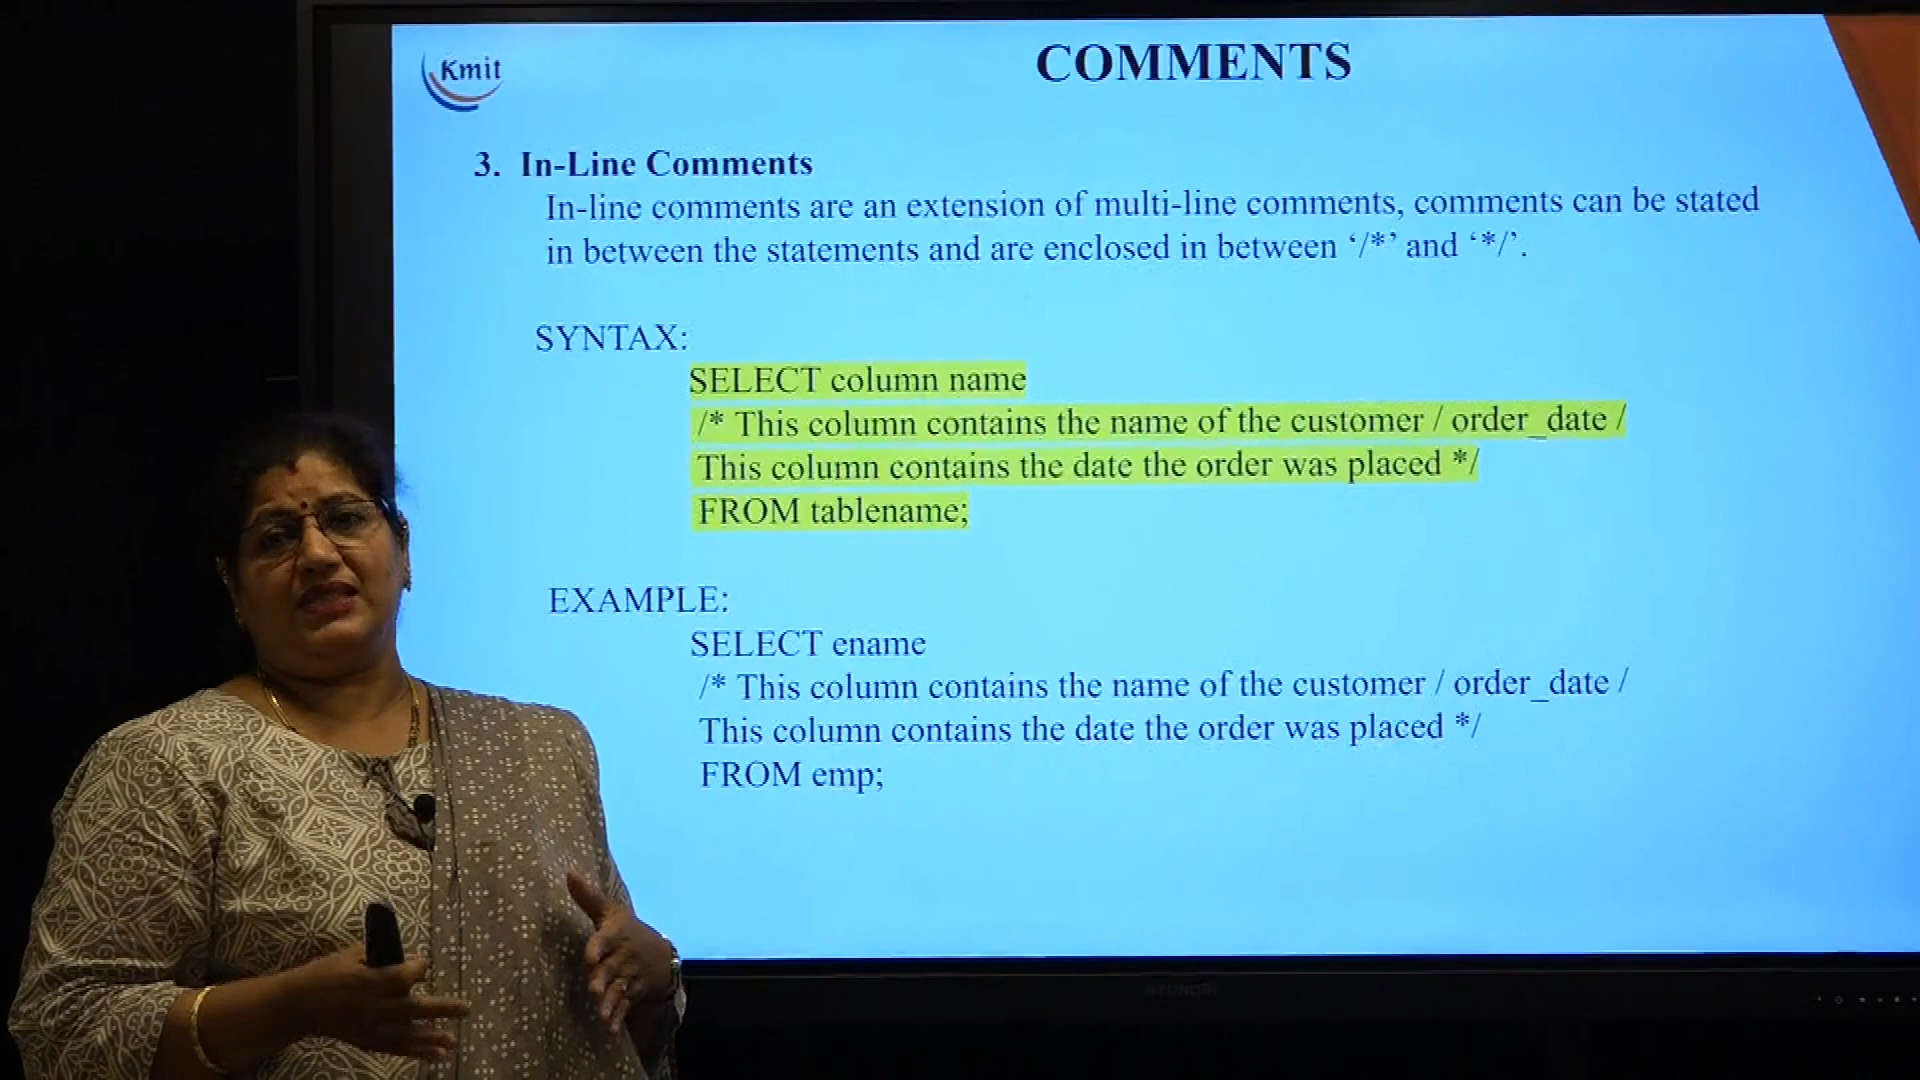 Kmit
COMMENTS
3. In-Line Comments
In-line comments are an extension of multi-line comments, comments can be stated
in between the statements and are enclosed in between ‘/*’ and ‘*/’.
SYNTAX:
SELECT column name
/* This column contains the name of the customer / order_date /
This column contains the date the order was placed */
FROM tablename;
EXAMPLE:
SELECT ename
/* This column contains the name of the customer / order_date /
This column contains the date the order was placed */
FROM emp;
HYUNDAI